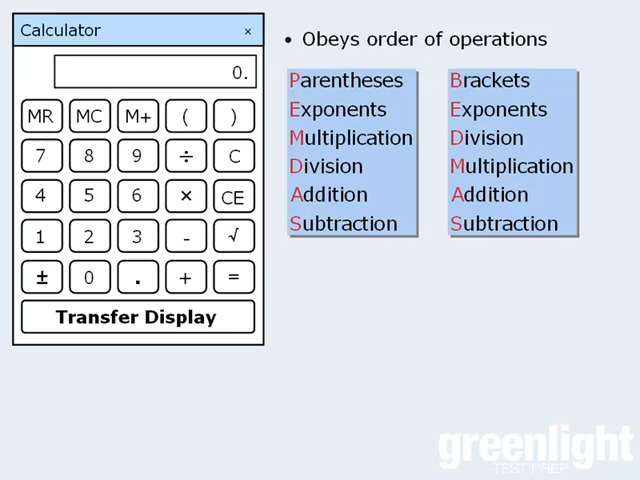 Calculator ×
0.
MR MC M+ ( )
7 8 9 ÷ C
4 5 6 × CE
1 2 3 - √
± 0 . + =
Transfer Display
• Obeys order of operations
Parentheses
Exponents
Multiplication
Division
Addition
Subtraction
Brackets
Exponents
Division
Multiplication
Addition
Subtraction
greenlight
TEST PREP